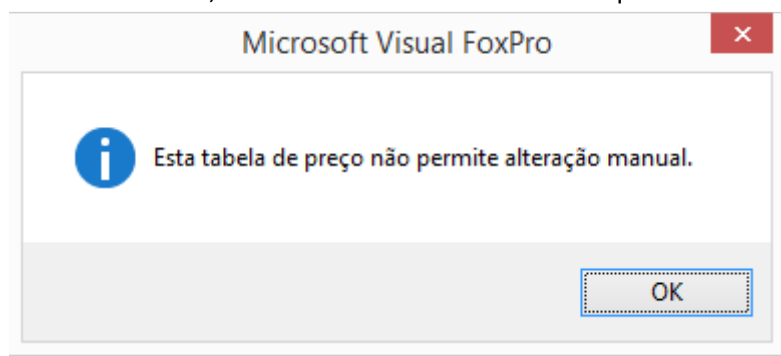 Microsoft Visual FoxPro
Esta tabela de preço não permite alteração manual.
OK